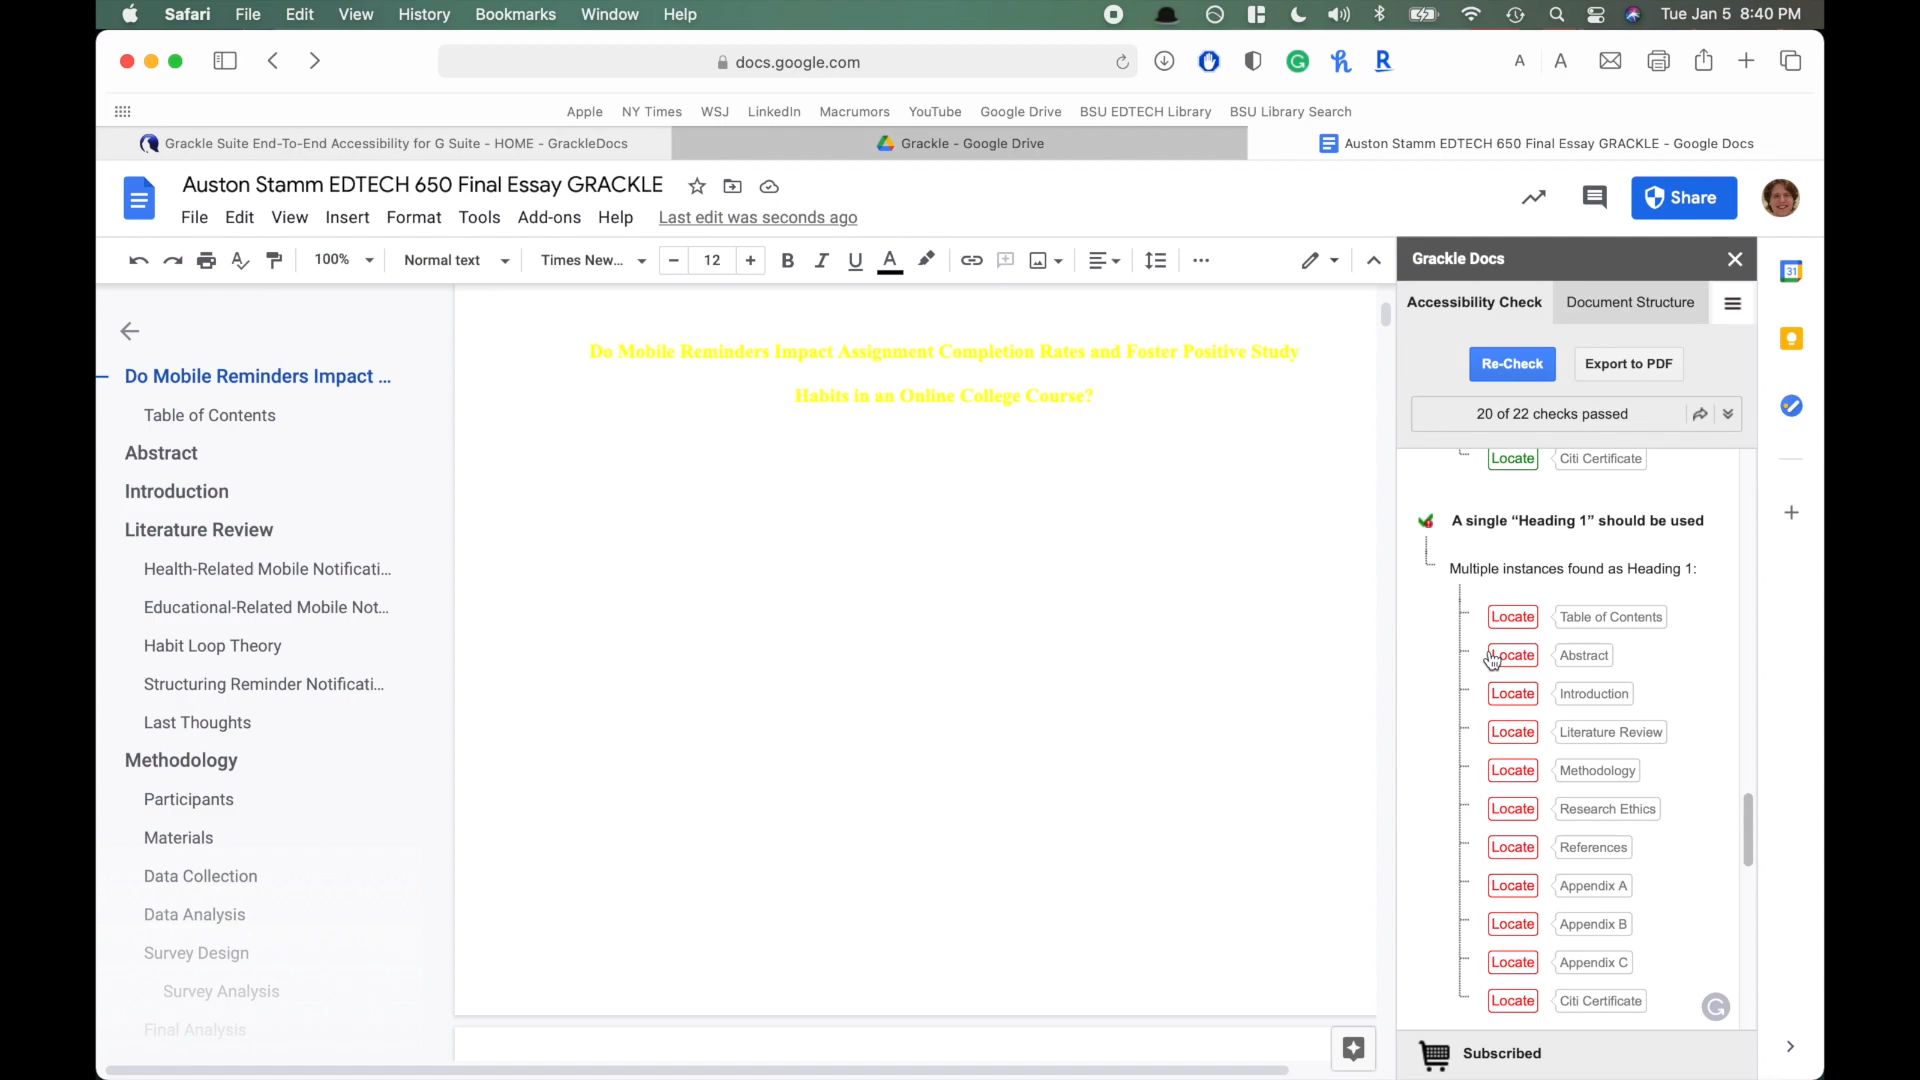 Safari File Edit View History Bookmarks Window Help Tue Jan 5 8:40 PM
docs.google.com
Apple NY Times WSJ LinkedIn Macrumors YouTube Google Drive BSU EDTECH Library BSU Library Search
Grackle Suite End-To-End Accessibility for G Suite - HOME - GrackleDocs
Grackle - Google Drive
Auston Stamm EDTECH 650 Final Essay GRACKLE - Google Docs
Auston Stamm EDTECH 650 Final Essay GRACKLE
File Edit View Insert Format Tools Add-ons Help Last edit was seconds ago
Share
100% Normal text Times New... 12
Do Mobile Reminders Impact ...
Table of Contents
Abstract
Introduction
Literature Review
Health-Related Mobile Notificati...
Educational-Related Mobile Not...
Habit Loop Theory
Structuring Reminder Notificati...
Last Thoughts
Methodology
Participants
Materials
Data Collection
Data Analysis
Survey Design
Survey Analysis
Final Analysis
Do Mobile Reminders Impact Assignment Completion Rates and Foster Positive Study
Habits in an Online College Course?
Grackle Docs
Accessibility Check Document Structure
Re-Check Export to PDF
20 of 22 checks passed
Locate Citi Certificate
A single “Heading 1” should be used
Multiple instances found as Heading 1:
Locate Table of Contents
Locate Abstract
Locate Introduction
Locate Literature Review
Locate Methodology
Locate Research Ethics
Locate References
Locate Appendix A
Locate Appendix B
Locate Appendix C
Locate Citi Certificate
Subscribed
31